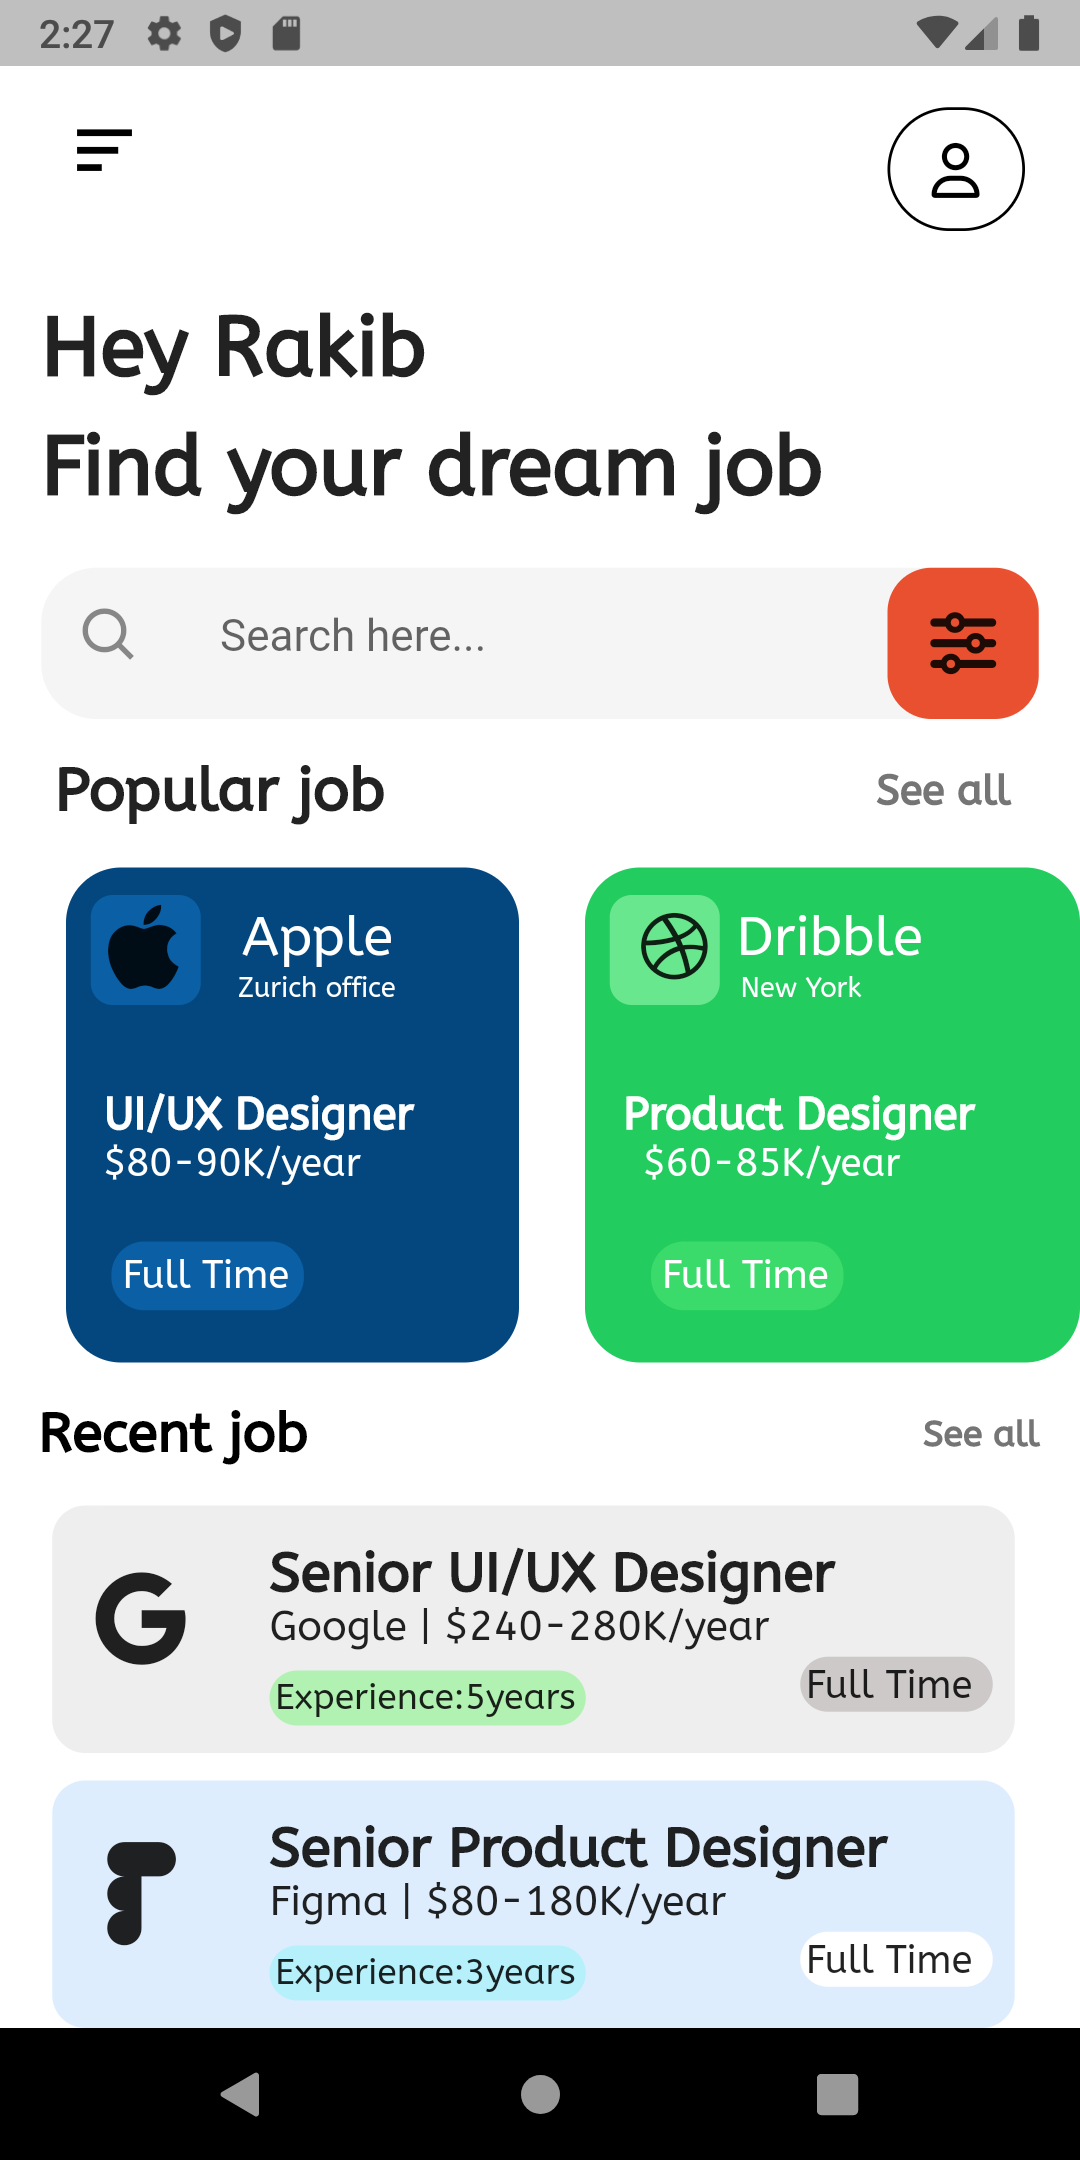 2:27
Hey Rakib
Find your dream job
Search here...
Popular job
See all
Apple
Zurich office
UI/UX Designer
$80-90K/year
Full Time
Dribble
New York
Product Designer
$60-85K/year
Full Time
Recent job
See all
Senior UI/UX Designer
Google | $240-280K/year
Experience:5years
Full Time
Senior Product Designer
Figma | $80-180K/year
Experience:3years
Full Time